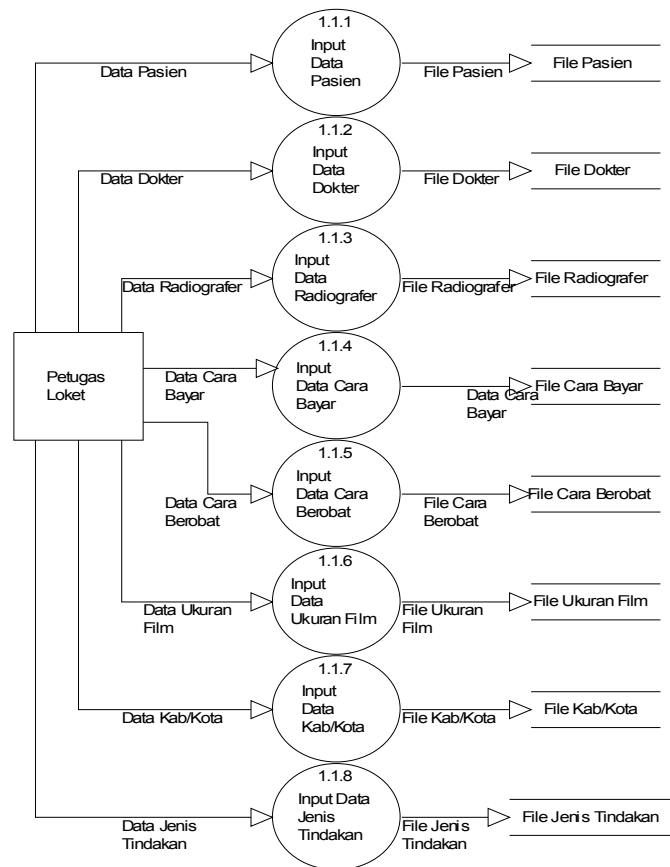 1.1.1
Input
Data
Pasien
Data Pasien
File Pasien
File Pasien
1.1.2
Input
Data
Dokter
Data Dokter
File Dokter
File Dokter
1.1.3
Input
Data
Radiografer
Data Radiografer
File Radiografer
File Radiografer
Petugas
Loket
1.1.4
Input
Data Cara
Bayar
Data Cara
Bayar
Data Cara
Bayar
File Cara Bayar
1.1.5
Input
Data Cara
Berobat
Data Cara
Berobat
File Cara
Berobat
File Cara Berobat
1.1.6
Input
Data
Ukuran Film
Data Ukuran
Film
File Ukuran
Film
File Ukuran Film
1.1.7
Input
Data
Kab/Kota
Data Kab/Kota
File Kab/Kota
File Kab/Kota
1.1.8
Input Data
Jenis
Tindakan
Data Jenis
Tindakan
File Jenis
Tindakan
File Jenis Tindakan